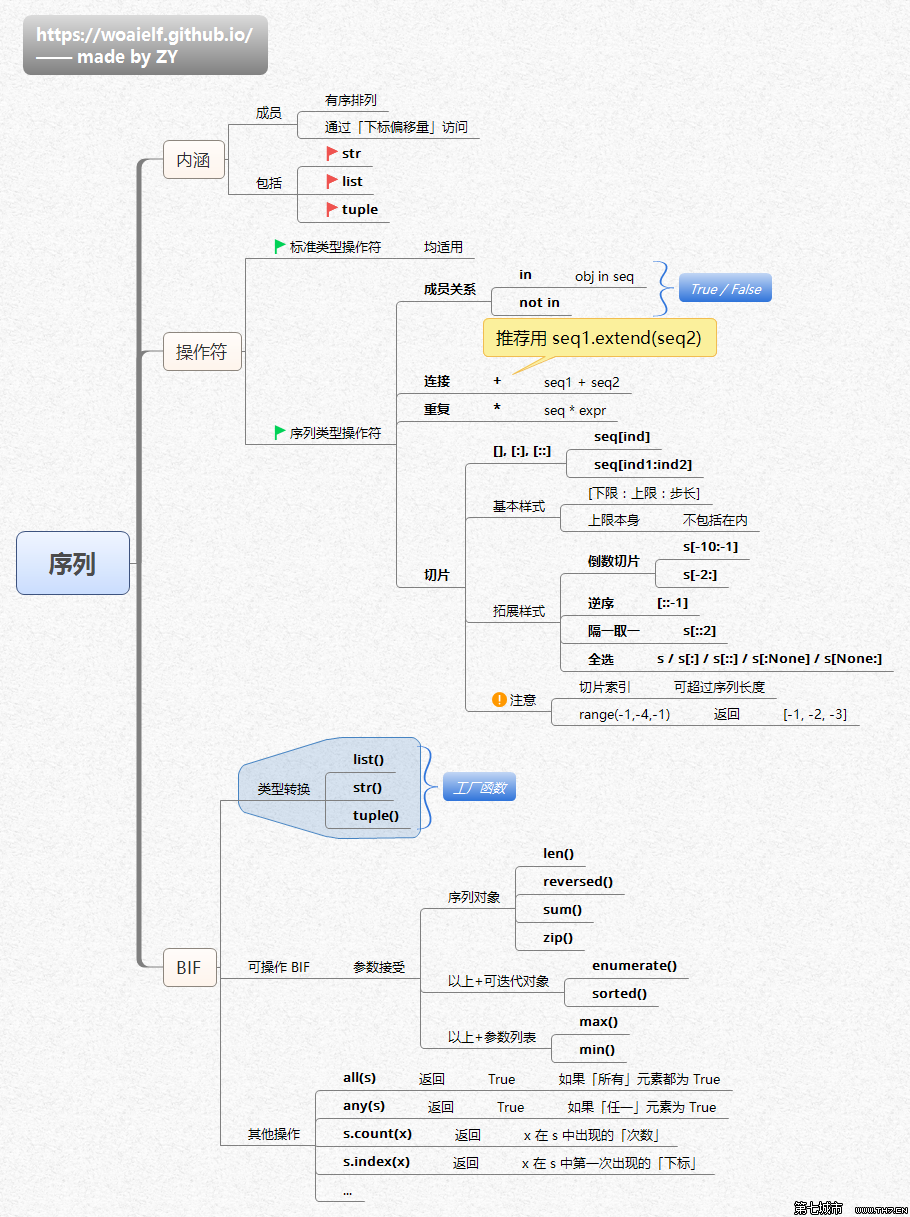 https://woaielf.github.io/
—— made by ZY
序列
内涵
成员
有序排列
通过「下标偏移量」访问
包括
str
list
tuple
操作符
标准类型操作符 均适用
序列类型操作符
成员关系
in obj in seq
not in
True / False
推荐用 seq1.extend(seq2)
连接 + seq1 + seq2
重复 * seq * expr
切片
[], [:], [::]
seq[ind]
seq[ind1:ind2]
基本样式
[下限：上限：步长]
上限本身 不包括在内
拓展样式
倒数切片
s[-10:-1]
s[-2:]
逆序 [::-1]
隔一取一 s[::2]
全选 s / s[:] / s[::] / s[:None] / s[None:]
注意
切片索引 可超过序列长度
range(-1,-4,-1) 返回 [-1, -2, -3]
BIF
类型转换
list()
str()
tuple()
工厂函数
可操作 BIF 参数接受
序列对象
len()
reversed()
sum()
zip()
以上+可迭代对象
enumerate()
sorted()
以上+参数列表
max()
min()
其他操作
all(s) 返回 True 如果「所有」元素都为 True
any(s) 返回 True 如果「任一」元素为 True
s.count(x) 返回 x 在 s 中出现的「次数」
s.index(x) 返回 x 在 s 中第一次出现的「下标」
...
第七城市 www.TH7.CN